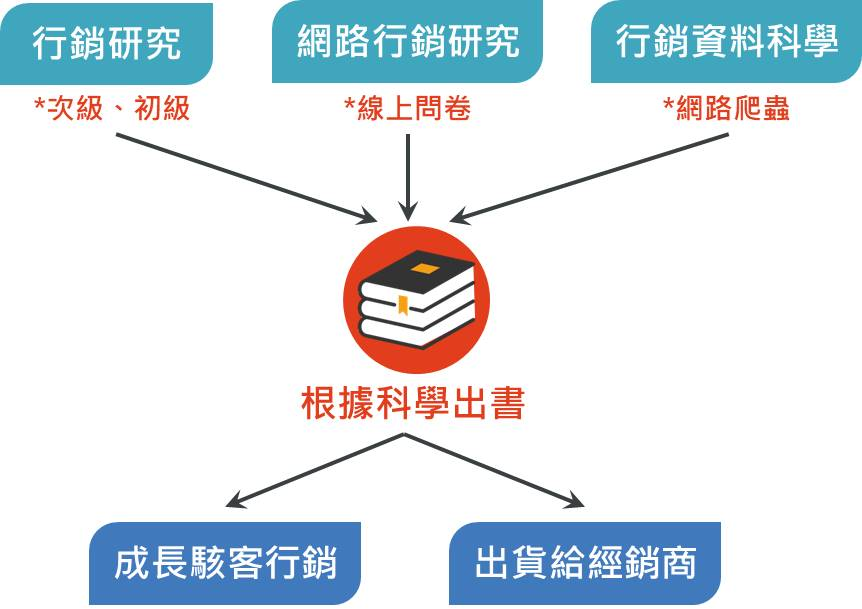 行銷研究
網路行銷研究
行銷資料科學
*次級、初級
*線上問卷
*網路爬蟲
根據科學出書
成長駭客行銷
出貨給經銷商